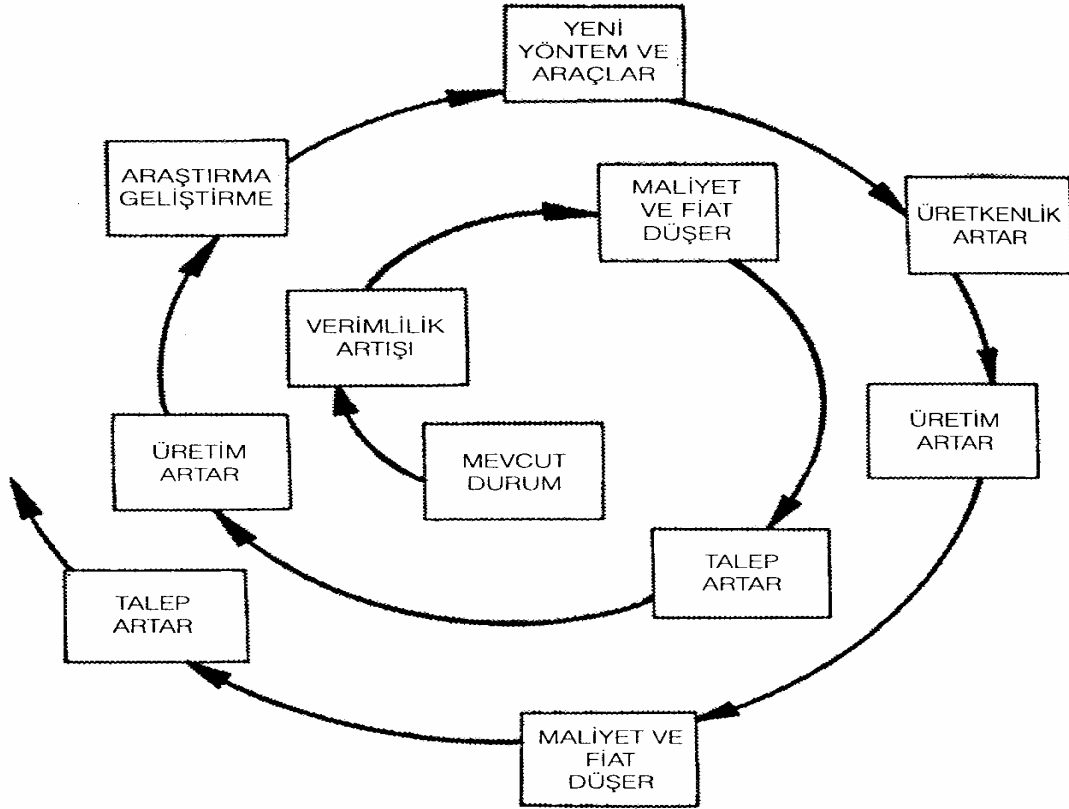 YENİ
YÖNTEM VE
ARAÇLAR
ARAŞTIRMA
GELİŞTİRME
MALİYET
VE FİAT
DÜŞER
ÜRETKENLİK
ARTAR
VERİMLİLİK
ARTIŞI
ÜRETİM
ARTAR
ÜRETİM
ARTAR
MEVCUT
DURUM
TALEP
ARTAR
TALEP
ARTAR
MALİYET VE
FİAT
DÜŞER